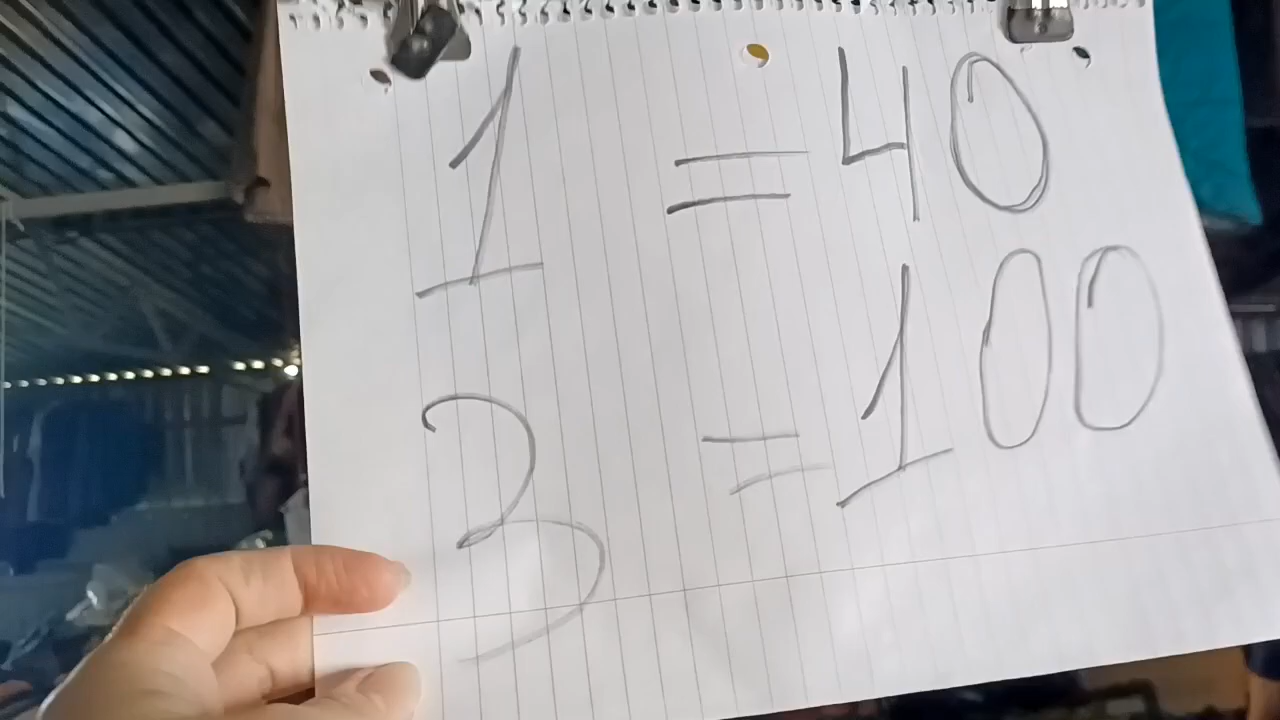 1 = 40
3 = 100